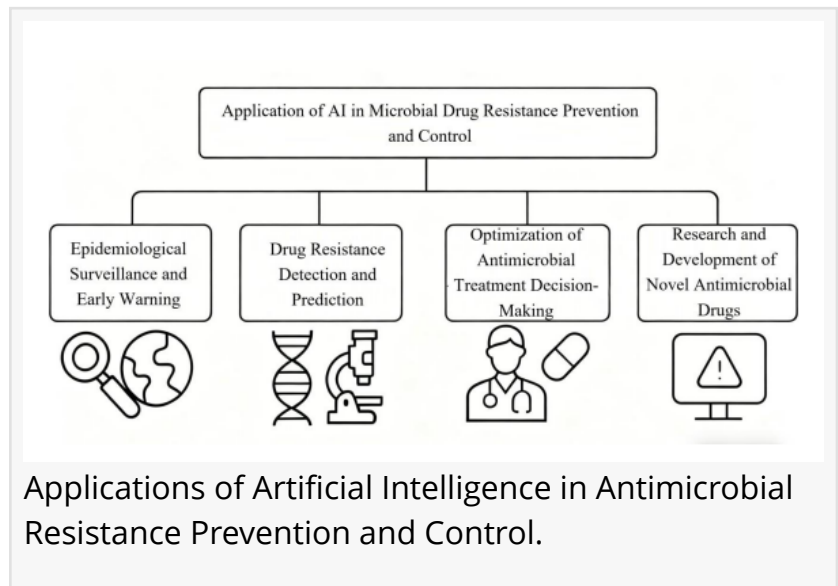 Application of AI in Microbial Drug Resistance Prevention
and Control
Epidemiological
Surveillance and
Early Warning
Drug Resistance
Detection and
Prediction
Optimization of
Antimicrobial
Treatment Decision-
Making
Research and
Development of
Novel Antimicrobial
Drugs
!
Applications of Artificial Intelligence in Antimicrobial
Resistance Prevention and Control.